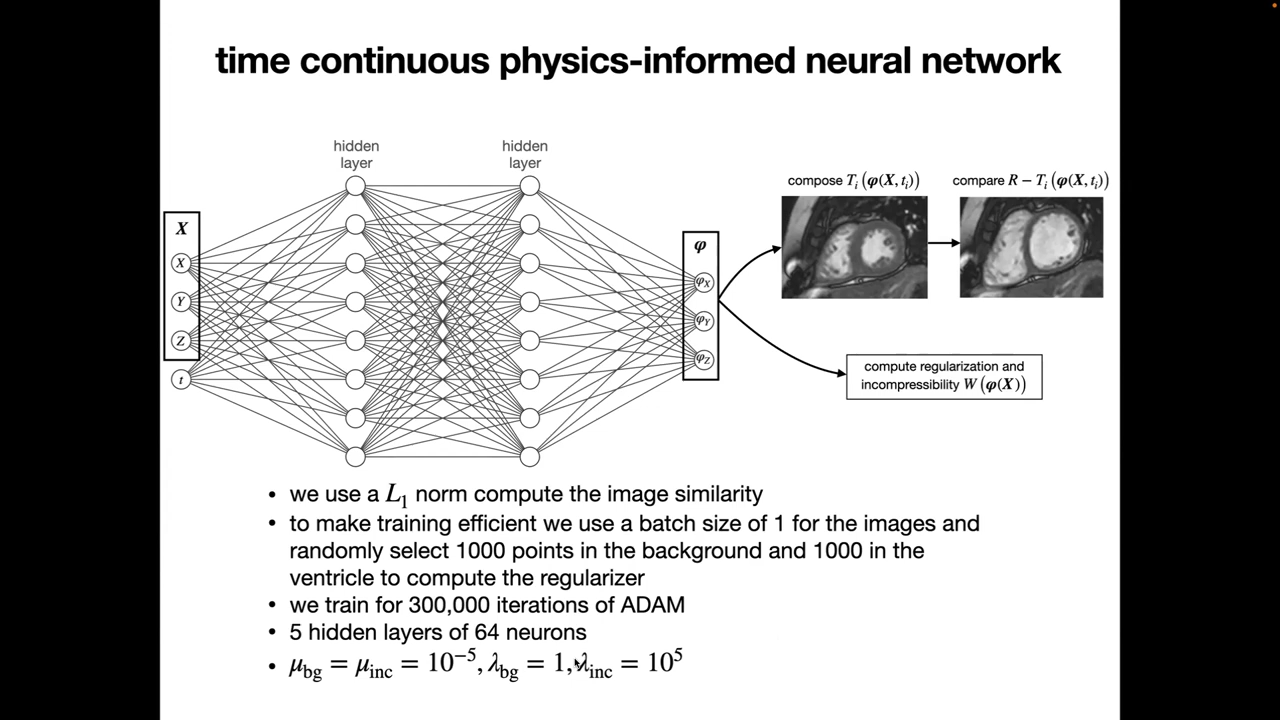 time continuous physics-informed neural network
hidden
layer
hidden
layer
X
X
Y
Z
t
φ
φ_X
φ_Y
φ_Z
compose T_i (φ(X, t_i))
compare R − T_i (φ(X, t_i))
compute regularization and
incompressibility W (φ(X))
• we use a L_1 norm compute the image similarity
• to make training efficient we use a batch size of 1 for the images and
randomly select 1000 points in the background and 1000 in the
ventricle to compute the regularizer
• we train for 300,000 iterations of ADAM
• 5 hidden layers of 64 neurons
• μ_bg = μ_inc = 10^−5, λ_bg = 1, λ_inc = 10^5